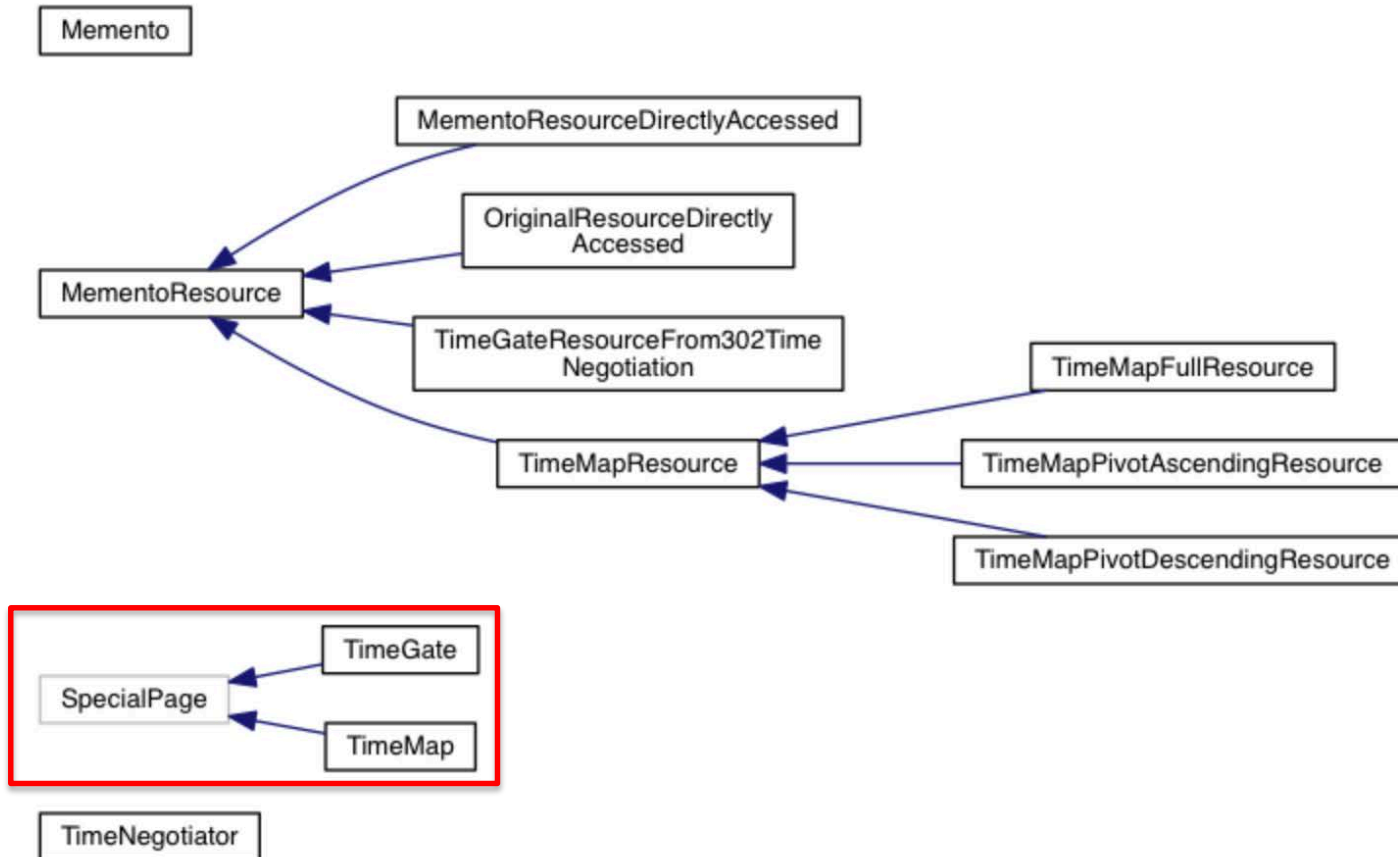 Memento
MementoResourceDirectlyAccessed
OriginalResourceDirectly
Accessed
MementoResource
TimeGateResourceFrom302Time
Negotiation
TimeMapFullResource
TimeMapResource
TimeMapPivotAscendingResource
TimeMapPivotDescendingResource
TimeGate
SpecialPage
TimeMap
TimeNegotiator